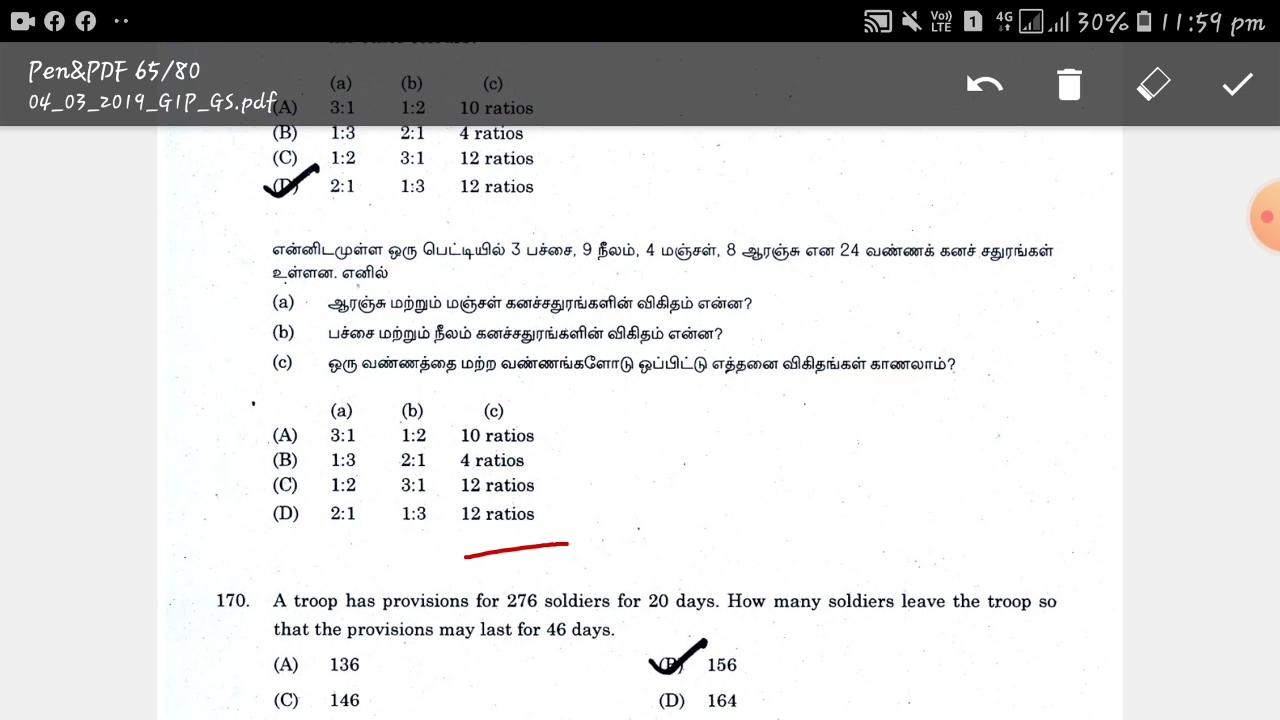 Vo)) LTE 1 4G 30% 11:59 pm
Pen&PDF 65/80
04_03_2019_G1P_GS.pdf
(a) (b) (c)
(A) 3:1 1:2 10 ratios
(B) 1:3 2:1 4 ratios
(C) 1:2 3:1 12 ratios
(D) 2:1 1:3 12 ratios
என்னிடமுள்ள ஒரு பெட்டியில் 3 பச்சை, 9 நீலம், 4 மஞ்சள், 8 ஆரஞ்சு என 24 வண்ணக் கனச் சதுரங்கள்
உள்ளன. எனில்
(a) ஆரஞ்சு மற்றும் மஞ்சள் கனச்சதுரங்களின் விகிதம் என்ன?
(b) பச்சை மற்றும் நீலம் கனச்சதுரங்களின் விகிதம் என்ன?
(c) ஒரு வண்ணத்தை மற்ற வண்ணங்களோடு ஒப்பிட்டு எத்தனை விகிதங்கள் காணலாம்?
(a) (b) (c)
(A) 3:1 1:2 10 ratios
(B) 1:3 2:1 4 ratios
(C) 1:2 3:1 12 ratios
(D) 2:1 1:3 12 ratios
170. A troop has provisions for 276 soldiers for 20 days. How many soldiers leave the troop so
that the provisions may last for 46 days.
(A) 136 (B) 156
(C) 146 (D) 164